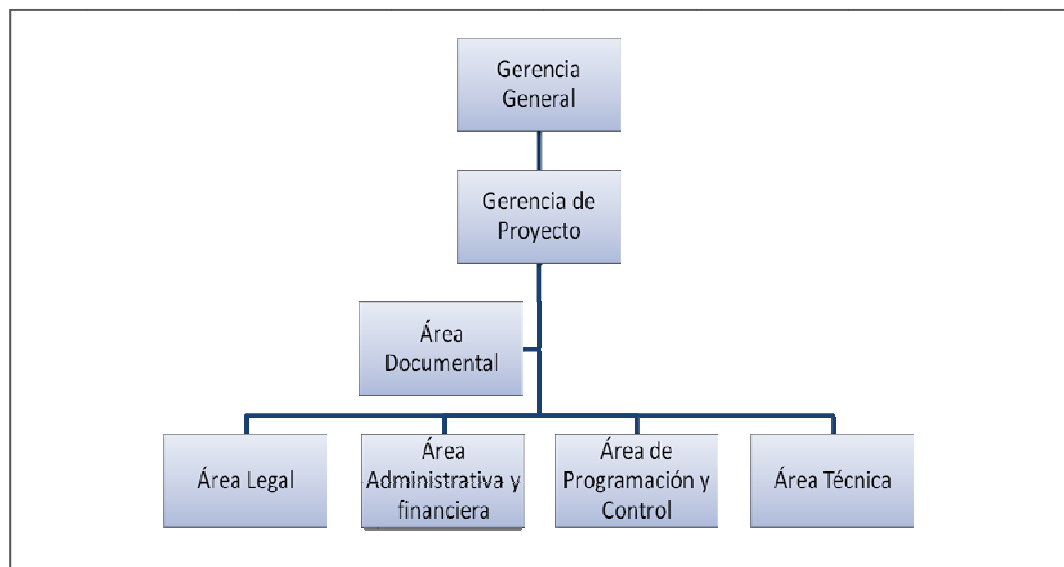 Gerencia
General
Gerencia de
Proyecto
Área
Documental
Área Legal
Área
Administrativa y
financiera
Área de
Programación y
Control
Área Técnica